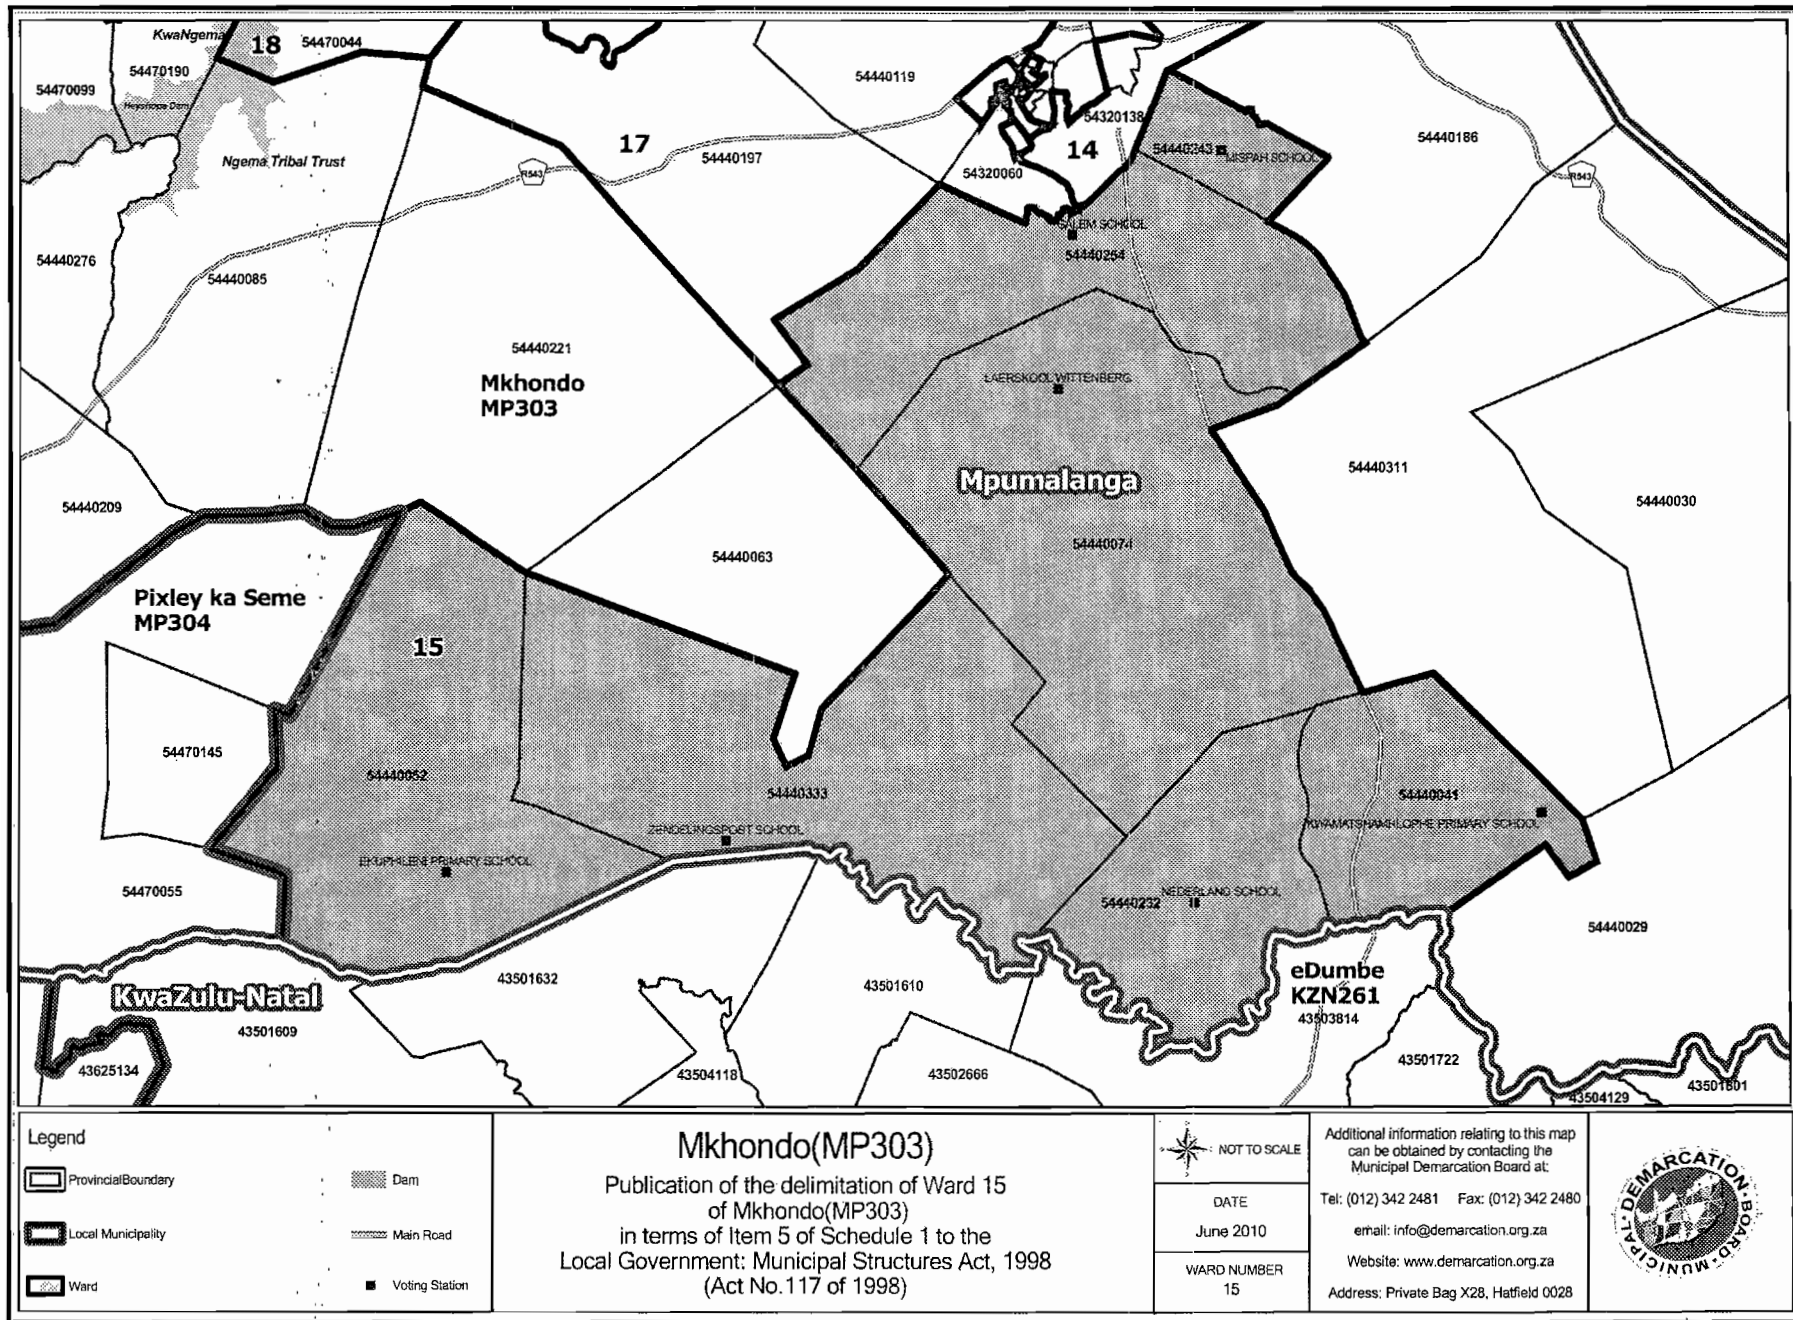 KwaNgema
18
54470044
54470190
54470099
Heyshope Dam
54440119
54320138
17
54440197
14
54440243
MISPAH SCHOOL
54440186
R543
R543
Ngema Tribal Trust
54320060
SALEM SCHOOL
54440254
54440276
54440085
54440221
Mkhondo
MP303
LAERSKOOL WITTENBERG
Mpumalanga
54440311
54440030
54440209
54440063
54440074
Pixley ka Seme
MP304
15
54470145
54440052
54440333
54440041
ZENDELINGSPOST SCHOOL
KWAMATSHAMHLOPHE PRIMARY SCHOOL
EKUPHILENI PRIMARY SCHOOL
54470055
NEDERLAND SCHOOL
54440232
54440029
43501632
43501610
eDumbe
KZN261
43503814
KwaZulu-Natal
43501609
43625134
43504118
43502666
43501722
43501801
43504129
Legend
ProvincialBoundary
Dam
Local Municipality
Main Road
Ward
Voting Station
Mkhondo(MP303)
Publication of the delimitation of Ward 15
of Mkhondo(MP303)
in terms of Item 5 of Schedule 1 to the
Local Government: Municipal Structures Act, 1998
(Act No.117 of 1998)
NOT TO SCALE
DATE
June 2010
WARD NUMBER
15
Additional information relating to this map
can be obtained by contacting the
Municipal Demarcation Board at:
Tel: (012) 342 2481 Fax: (012) 342 2480
email: info@demarcation.org.za
Website: www.demarcation.org.za
Address: Private Bag X28, Hatfield 0028
MUNICIPAL DEMARCATION BOARD